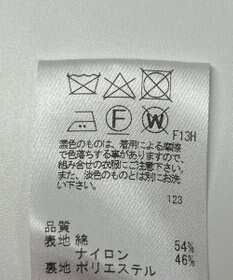 F W F13H
濃色のものは、着用による摩擦
で色落ちする事がありますので、
組み合せの衣服にご注意下さい。
また、淡色のものとは別にお洗
い下さい。
123
品質
表地 綿 54%
ナイロン 46%
裏地 ポリエステル